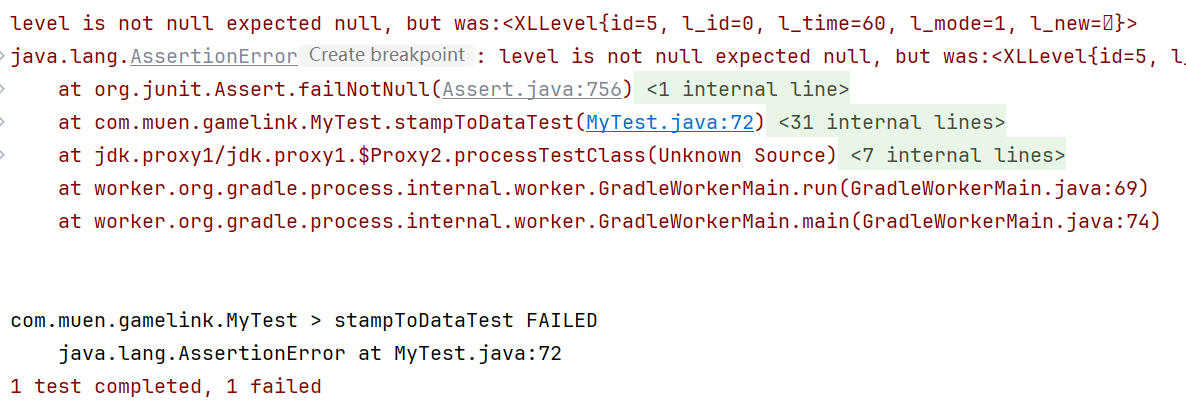 level is not null expected null, but was:<XLLevel{id=5, l_id=0, l_time=60, l_mode=1, l_new=}>
java.lang.AssertionError Create breakpoint : level is not null expected null, but was:<XLLevel{id=5, l_
at org.junit.Assert.failNotNull(Assert.java:756) <1 internal line>
at com.muen.gamelink.MyTest.stampToDataTest(MyTest.java:72) <31 internal lines>
at jdk.proxy1/jdk.proxy1.$Proxy2.processTestClass(Unknown Source) <7 internal lines>
at worker.org.gradle.process.internal.worker.GradleWorkerMain.run(GradleWorkerMain.java:69)
at worker.org.gradle.process.internal.worker.GradleWorkerMain.main(GradleWorkerMain.java:74)
com.muen.gamelink.MyTest > stampToDataTest FAILED
java.lang.AssertionError at MyTest.java:72
1 test completed, 1 failed